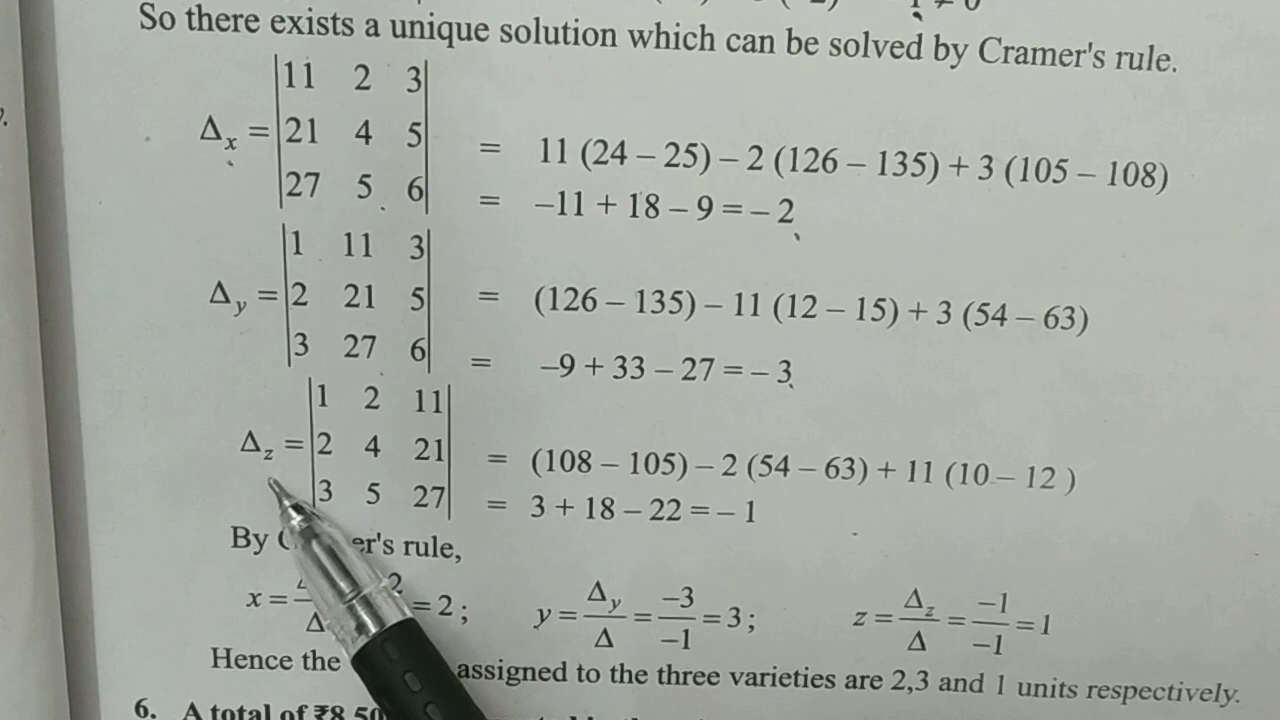 So there exists a unique solution which can be solved by Cramer's rule.
Δx = |11 2 3|
|21 4 5| = 11 (24 – 25) – 2 (126 – 135) + 3 (105 – 108)
|27 5 6| = –11 + 18 – 9 = – 2
Δy = |1 11 3|
|2 21 5| = (126 – 135) – 11 (12 – 15) + 3 (54 – 63)
|3 27 6| = –9 + 33 – 27 = – 3
Δz = |1 2 11|
|2 4 21| = (108 – 105) – 2 (54 – 63) + 11 (10 – 12 )
|3 5 27| = 3 + 18 – 22 = – 1
By er's rule,
x = Δ 2 = 2 ; y = Δy/Δ = –3/–1 = 3 ; z = Δz/Δ = –1/–1 = 1
Hence the assigned to the three varieties are 2,3 and 1 units respectively.
6. A total of ₹8,50